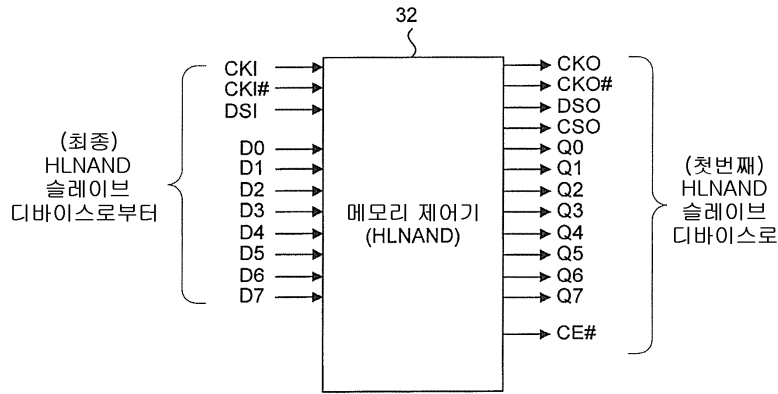 32
CKI
CKI#
DSI
D0
D1
D2
D3
D4
D5
D6
D7
(최종)
HLNAND
슬레이브
디바이스로부터
메모리 제어기
(HLNAND)
CKO
CKO#
DSO
CSO
Q0
Q1
Q2
Q3
Q4
Q5
Q6
Q7
CE#
(첫번째)
HLNAND
슬레이브
디바이스로